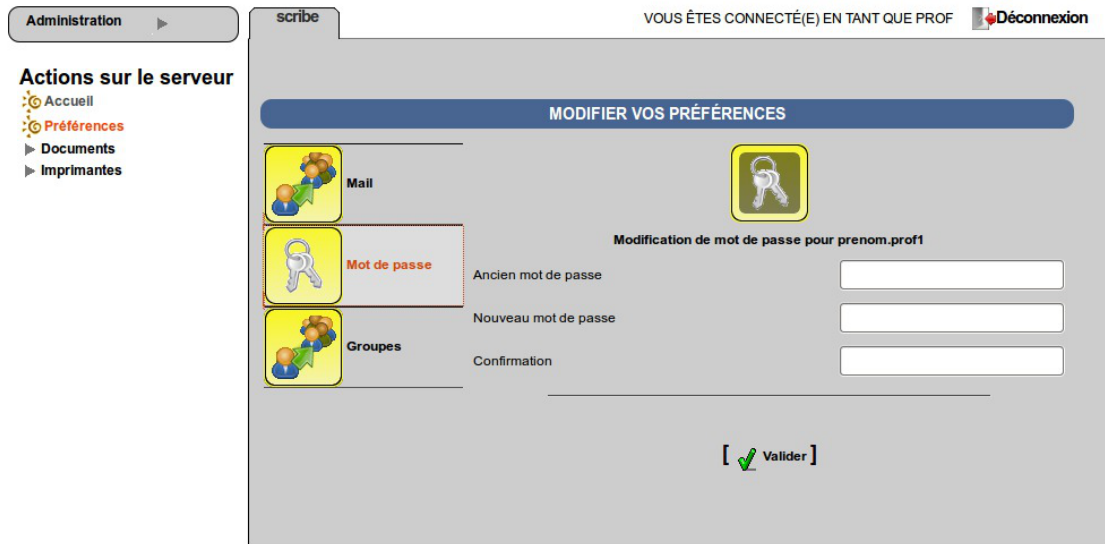 Administration
scribe
VOUS ÊTES CONNECTÉ(E) EN TANT QUE PROF
Déconnexion
Actions sur le serveur
Accueil
Préférences
Documents
Imprimantes
MODIFIER VOS PRÉFÉRENCES
Mail
Mot de passe
Groupes
Modification de mot de passe pour prenom.prof1
Ancien mot de passe
Nouveau mot de passe
Confirmation
[ Valider ]